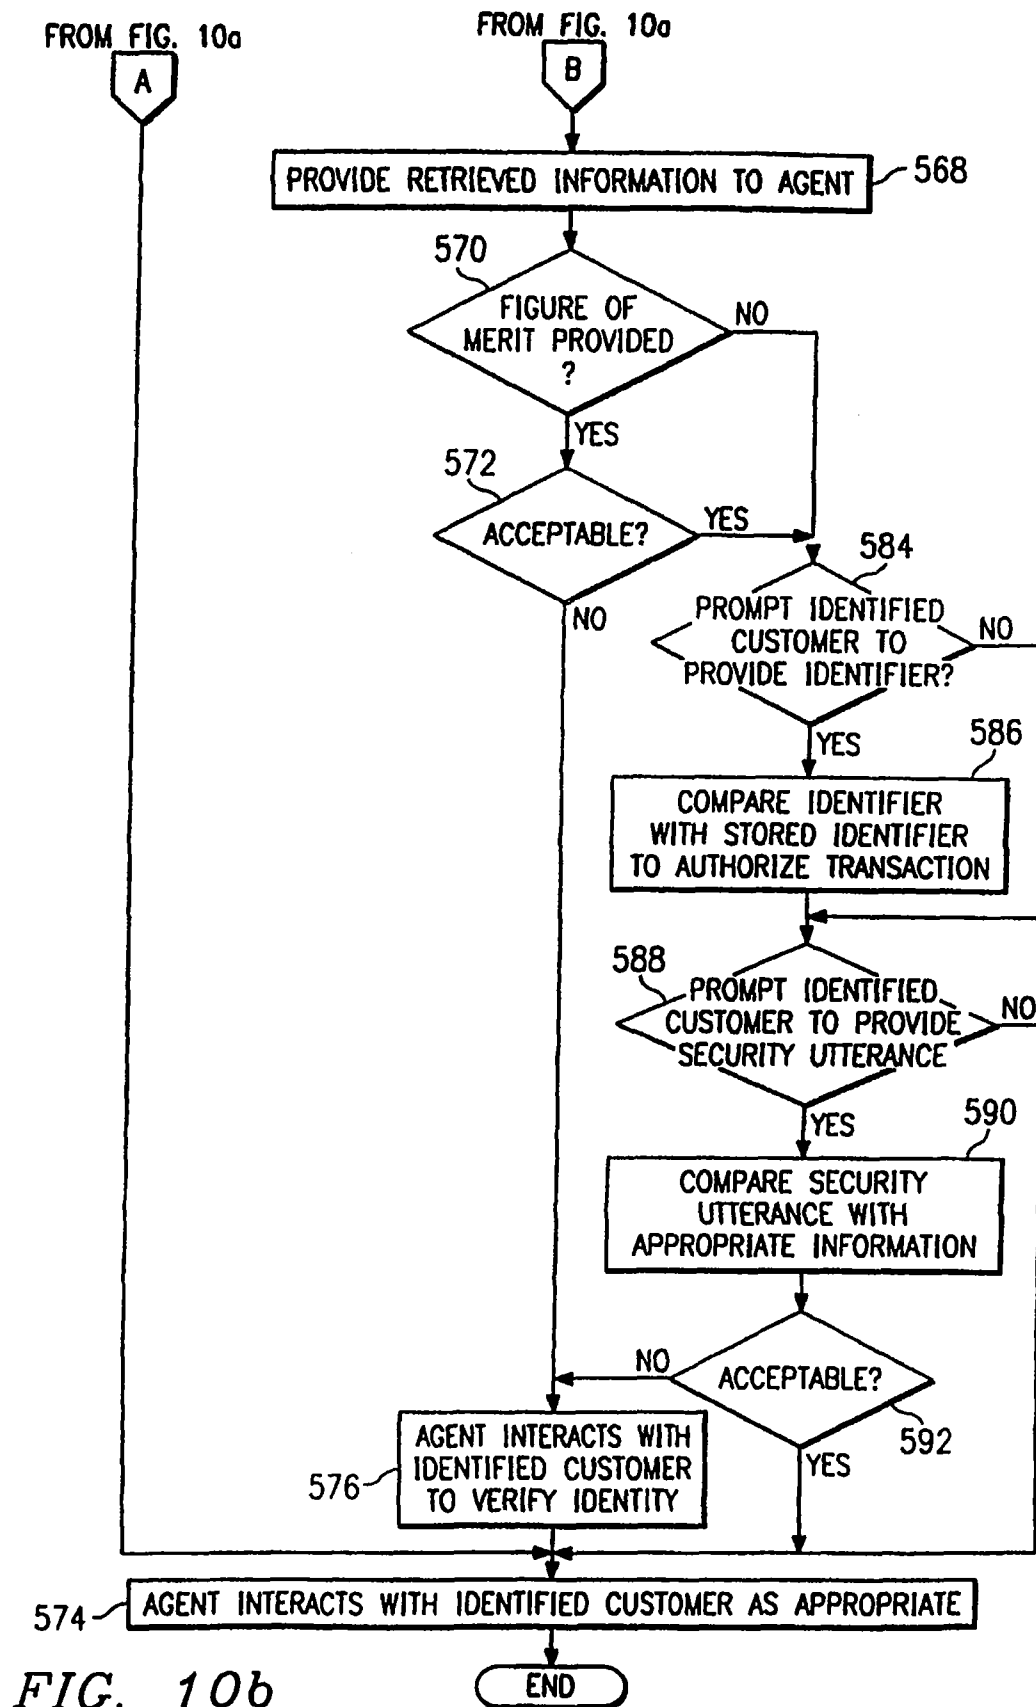 FROM FIG. 10a
A
FROM FIG. 10a
B
PROVIDE RETRIEVED INFORMATION TO AGENT
568
570
FIGURE OF
MERIT PROVIDED
?
NO
YES
572
ACCEPTABLE?
YES
NO
584
PROMPT IDENTIFIED
CUSTOMER TO
PROVIDE IDENTIFIER?
NO
YES
586
COMPARE IDENTIFIER
WITH STORED IDENTIFIER
TO AUTHORIZE TRANSACTION
588
PROMPT IDENTIFIED
CUSTOMER TO PROVIDE
SECURITY UTTERANCE
NO
YES
590
COMPARE SECURITY
UTTERANCE WITH
APPROPRIATE INFORMATION
NO
ACCEPTABLE?
592
YES
AGENT INTERACTS WITH
IDENTIFIED CUSTOMER
TO VERIFY IDENTITY
576
574
AGENT INTERACTS WITH IDENTIFIED CUSTOMER AS APPROPRIATE
END
FIG. 10b